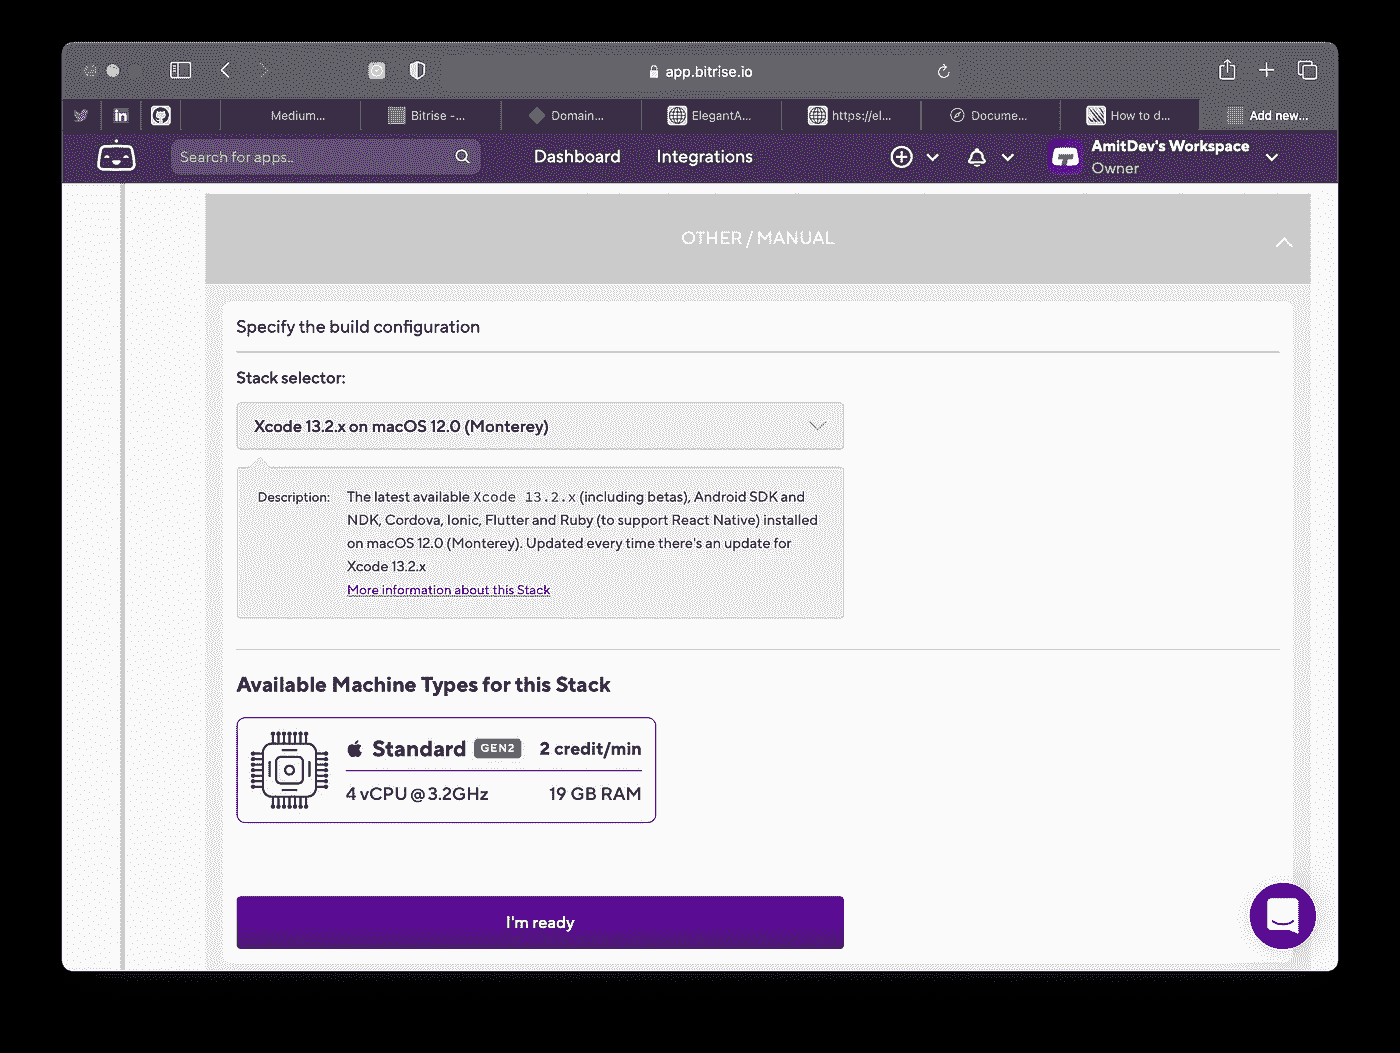 app.bitrise.io
in
Medium...
Bitrise -...
Domain...
ElegantA...
https://el...
Docume...
How to d...
Add new...
Search for apps..
Dashboard
Integrations
AmitDev's Workspace
Owner
OTHER / MANUAL
Specify the build configuration
Stack selector:
Xcode 13.2.x on macOS 12.0 (Monterey)
Description:
The latest available Xcode 13.2.x (including betas), Android SDK and
NDK, Cordova, Ionic, Flutter and Ruby (to support React Native) installed
on macOS 12.0 (Monterey). Updated every time there's an update for
Xcode 13.2.x
More information about this Stack
Available Machine Types for this Stack
Standard GEN2 2 credit/min
4 vCPU @ 3.2GHz 19 GB RAM
I'm ready